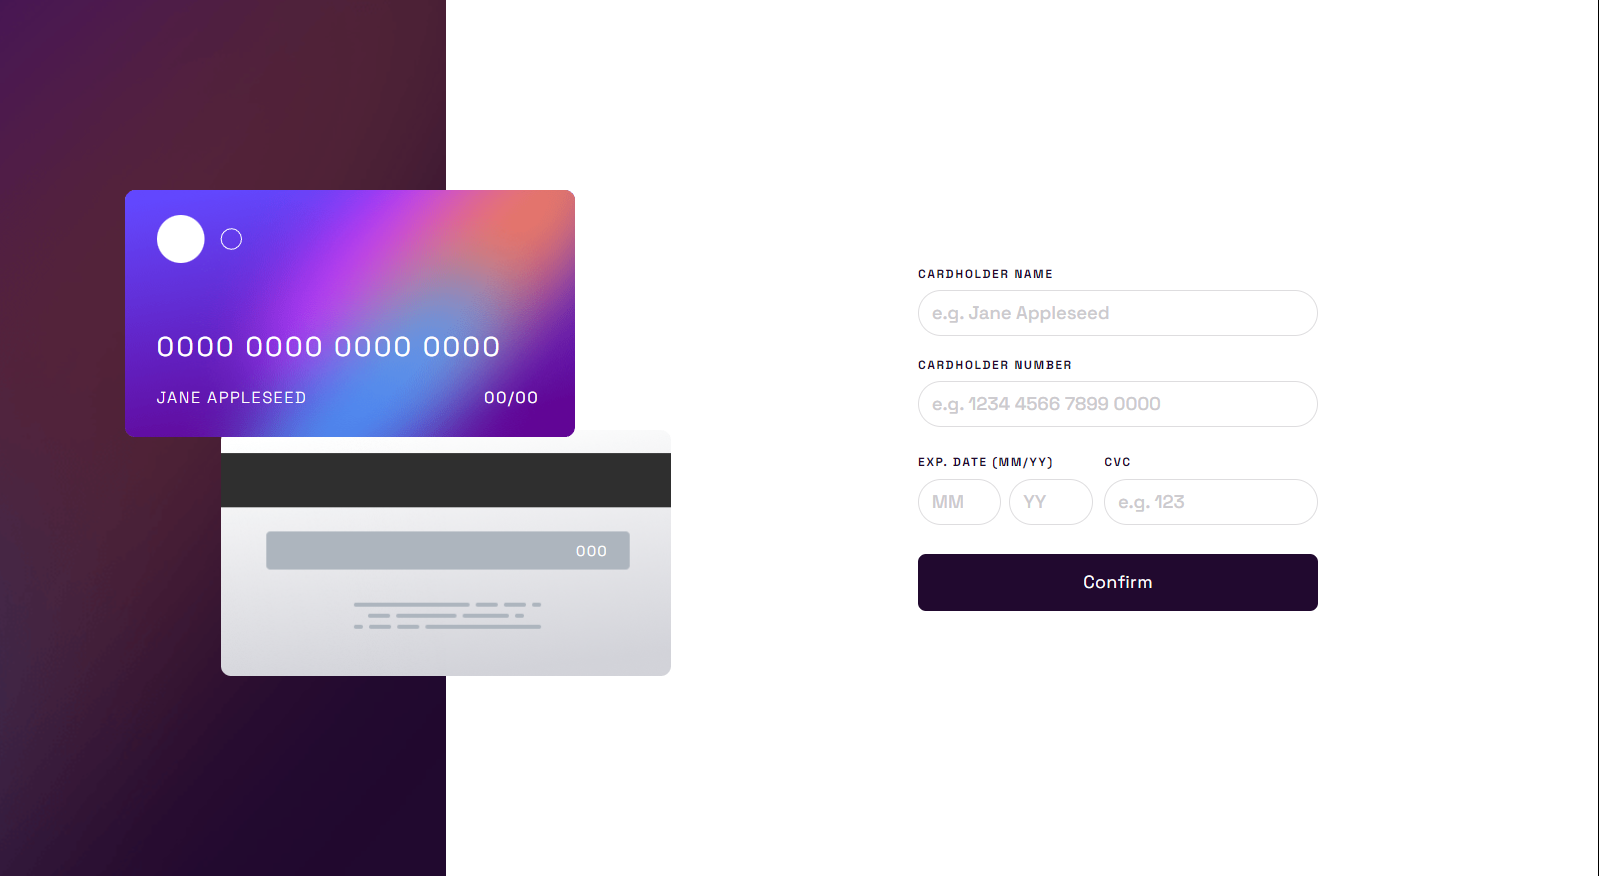 0000 0000 0000 0000
JANE APPLESEED 00/00
000
CARDHOLDER NAME
e.g. Jane Appleseed
CARDHOLDER NUMBER
e.g. 1234 4566 7899 0000
EXP. DATE (MM/YY) CVC
MM YY e.g. 123
Confirm